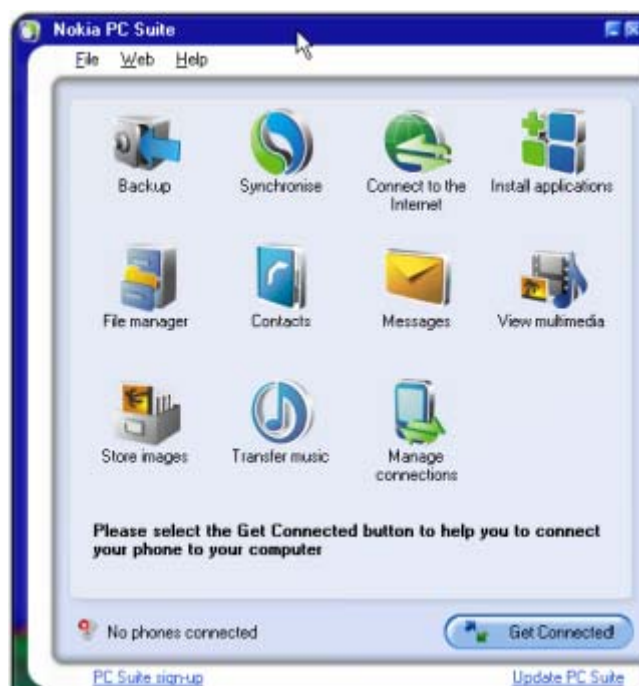 Nokia PC Suite
File Web Help
Backup
Synchronise
Connect to the
Internet
Install applications
File manager
Contacts
Messages
View multimedia
Store images
Transfer music
Manage
connections
Please select the Get Connected button to help you to connect
your phone to your computer
No phones connected
Get Connected!
PC Suite sign-up
Update PC Suite